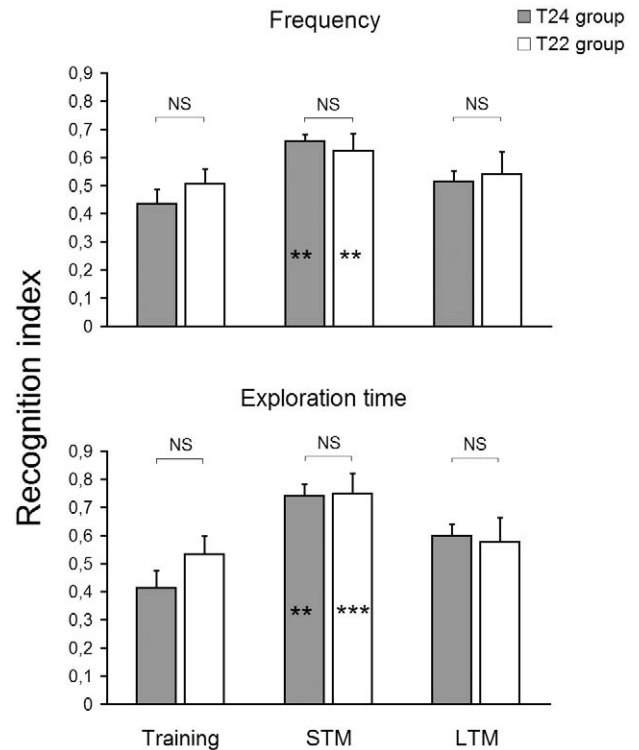 Frequency
T24 group
T22 group
Recognition index
0,9
0,8
0,7
0,6
0,5
0,4
0,3
0,2
0,1
0
NS
NS
NS
**
**
Exploration time
0,9
0,8
0,7
0,6
0,5
0,4
0,3
0,2
0,1
0
NS
NS
NS
**
***
Training
STM
LTM